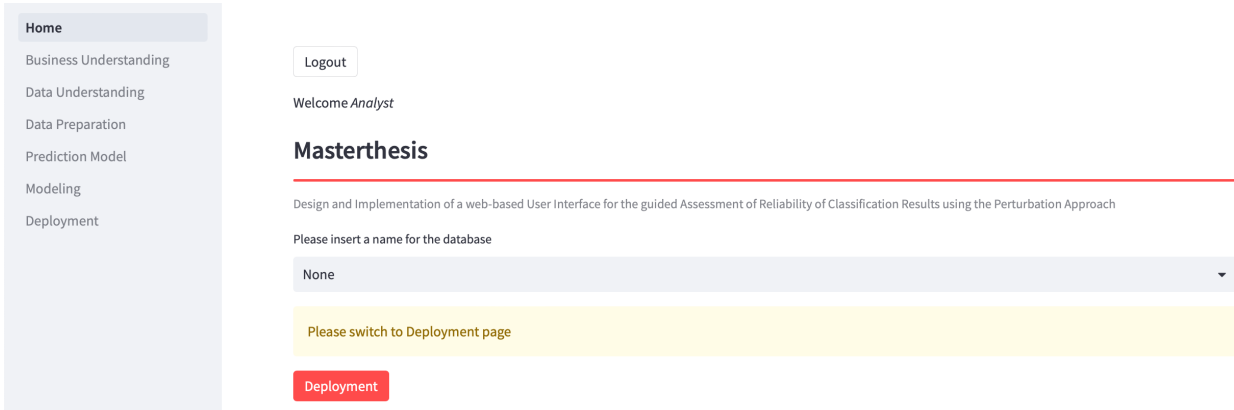 Home
Business Understanding
Data Understanding
Data Preparation
Prediction Model
Modeling
Deployment
Logout
Welcome Analyst
Masterthesis
Design and Implementation of a web-based User Interface for the guided Assessment of Reliability of Classification Results using the Perturbation Approach
Please insert a name for the database
None
Please switch to Deployment page
Deployment